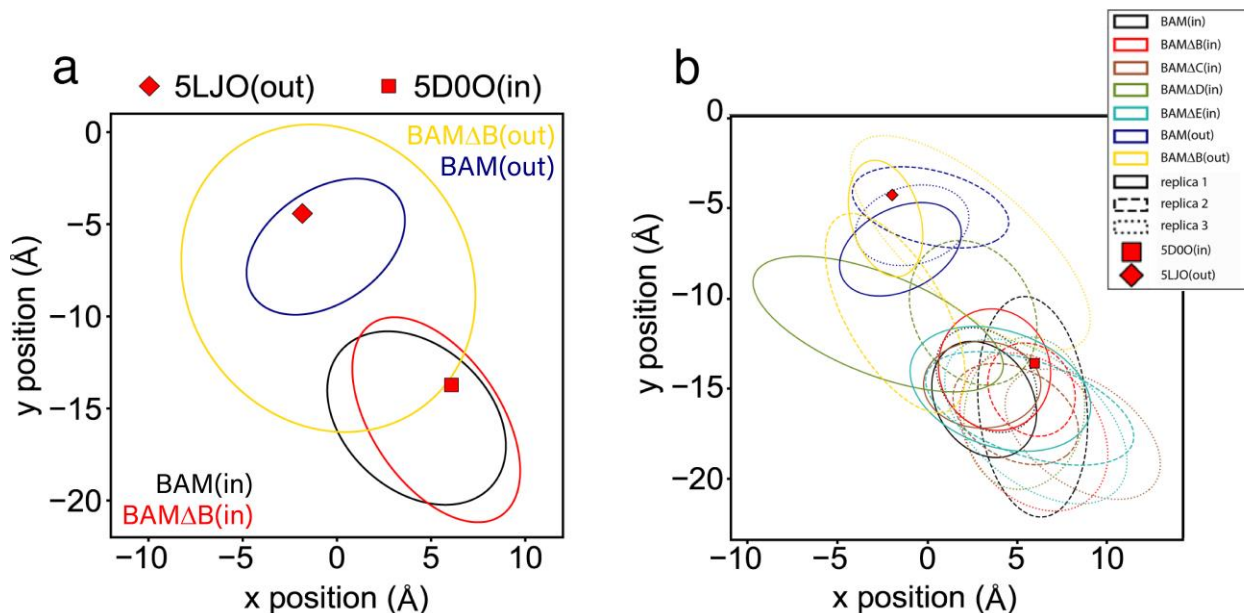 a
5LJO(out)
5D0O(in)
BAMΔB(out)
BAM(out)
BAM(in)
BAMΔB(in)
0
−5
−10
−15
−20
y position (Å)
−10
−5
0
5
10
x position (Å)
b
BAM(in)
BAMΔB(in)
BAMΔC(in)
BAMΔD(in)
BAMΔE(in)
BAM(out)
BAMΔB(out)
replica 1
replica 2
replica 3
5D0O(in)
5LJO(out)
0
−5
−10
−15
−20
y position (Å)
−10
−5
0
5
10
x position (Å)